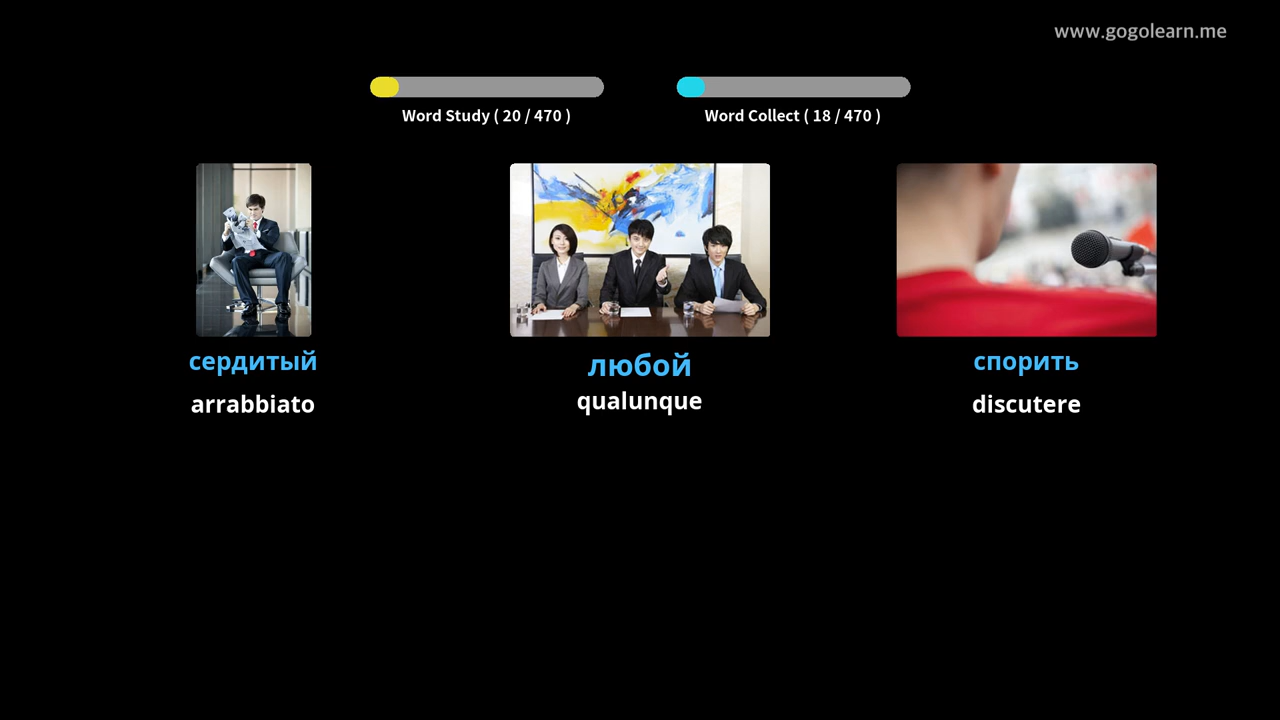 www.gogolearn.me
Word Study ( 20 / 470 )
Word Collect ( 18 / 470 )
сердитый
arrabbiato
любой
qualunque
спорить
discutere